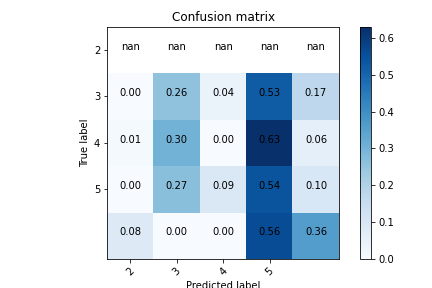 Confusion matrix
2 nan nan nan nan nan
3 0.00 0.26 0.04 0.53 0.17
4 0.01 0.30 0.00 0.63 0.06
5 0.00 0.27 0.09 0.54 0.10
0.08 0.00 0.00 0.56 0.36
2 3 4 5
True label
Predicted label
0.6
0.5
0.4
0.3
0.2
0.1
0.0